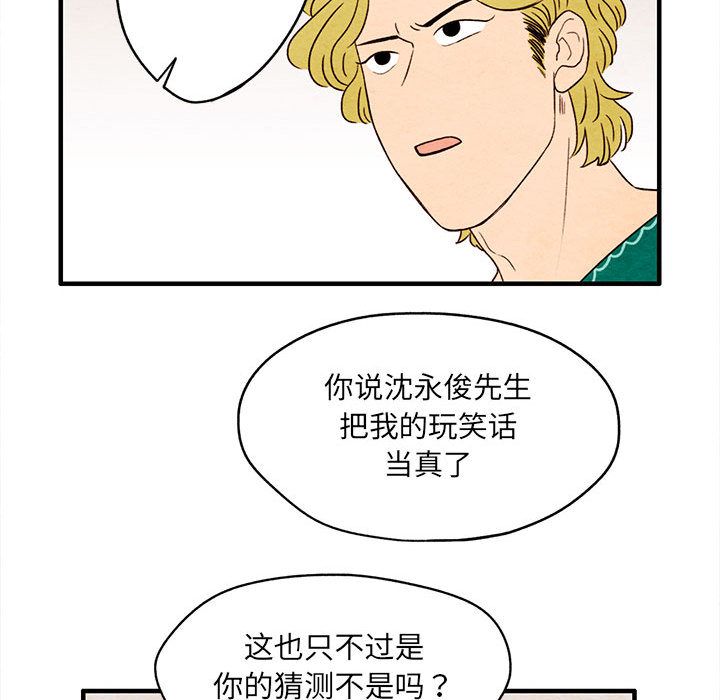 你说沈永俊先生
把我的玩笑话
当真了
这也只不过是
你的猜测不是吗？